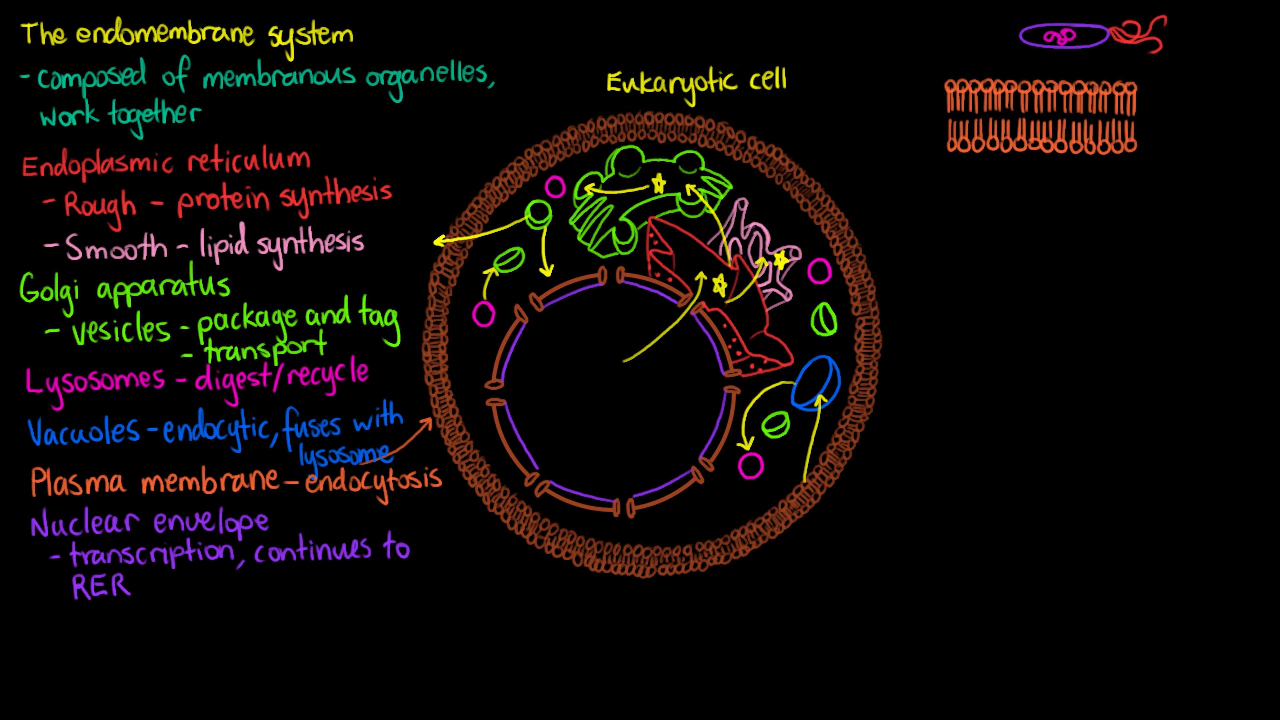 The endomembrane system
- composed of membranous organelles,
work together
Endoplasmic reticulum
- Rough - protein synthesis
- Smooth - lipid synthesis
Golgi apparatus
- vesicles - package and tag
- transport
Lysosomes - digest/recycle
Vacuoles - endocytic, fuses with
lysosome
Plasma membrane - endocytosis
Nuclear envelope
- transcription, continues to
RER
Eukaryotic cell